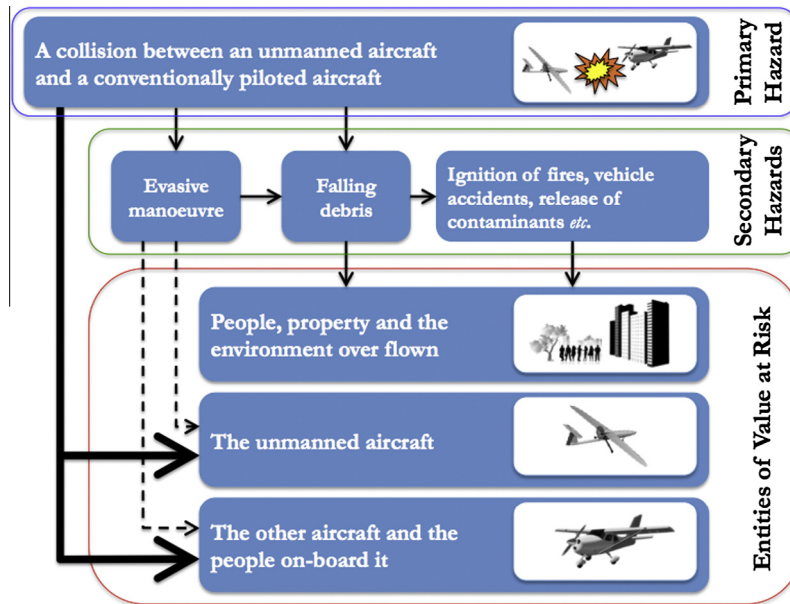 A collision between an unmanned aircraft
and a conventionally piloted aircraft
Primary
Hazard
Evasive
manoeuvre
Falling
debris
Ignition of fires, vehicle
accidents, release of
contaminants etc.
Secondary
Hazards
People, property and the
environment over flown
The unmanned aircraft
The other aircraft and the
people on-board it
Entities of Value at Risk